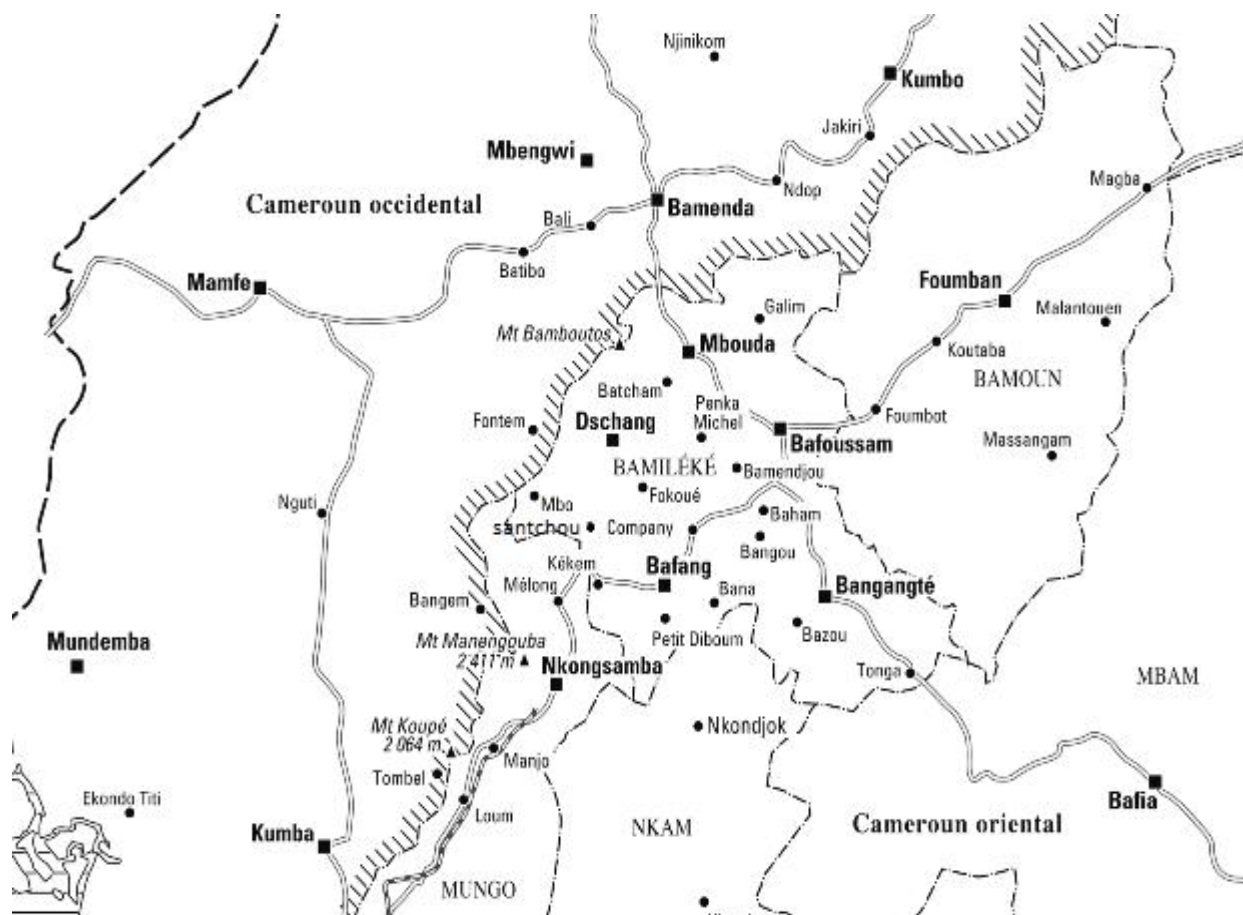 Njinikom
Kumbo
Jakiri
Mbengwi
Ndop
Magba
Cameroun occidental
Bamenda
Bali
Batibo
Mamfe
Foumban
Galim
Malantouen
Mt Bamboutos
Mbouda
Koutaba
BAMOUN
Batcham
Penka
Michel
Foumbot
Fontem
Dschang
Bafoussam
Massangam
BAMILÉKÉ
Bamendjou
Fokoué
Mbo
Nguti
santchou
Company
Baham
Bangou
Kékem
Bafang
Mélong
Bangem
Bana
Bangangté
Petit Diboum
Bazou
Mt Manengouba
2 411 m
Mundemba
Nkongsamba
Tonga
MBAM
Mt Koupé
2 064 m.
Nkondjok
Manjo
Tombel
Ekondo Titi
Loum
Bafia
Kumba
NKAM
Cameroun oriental
MUNGO